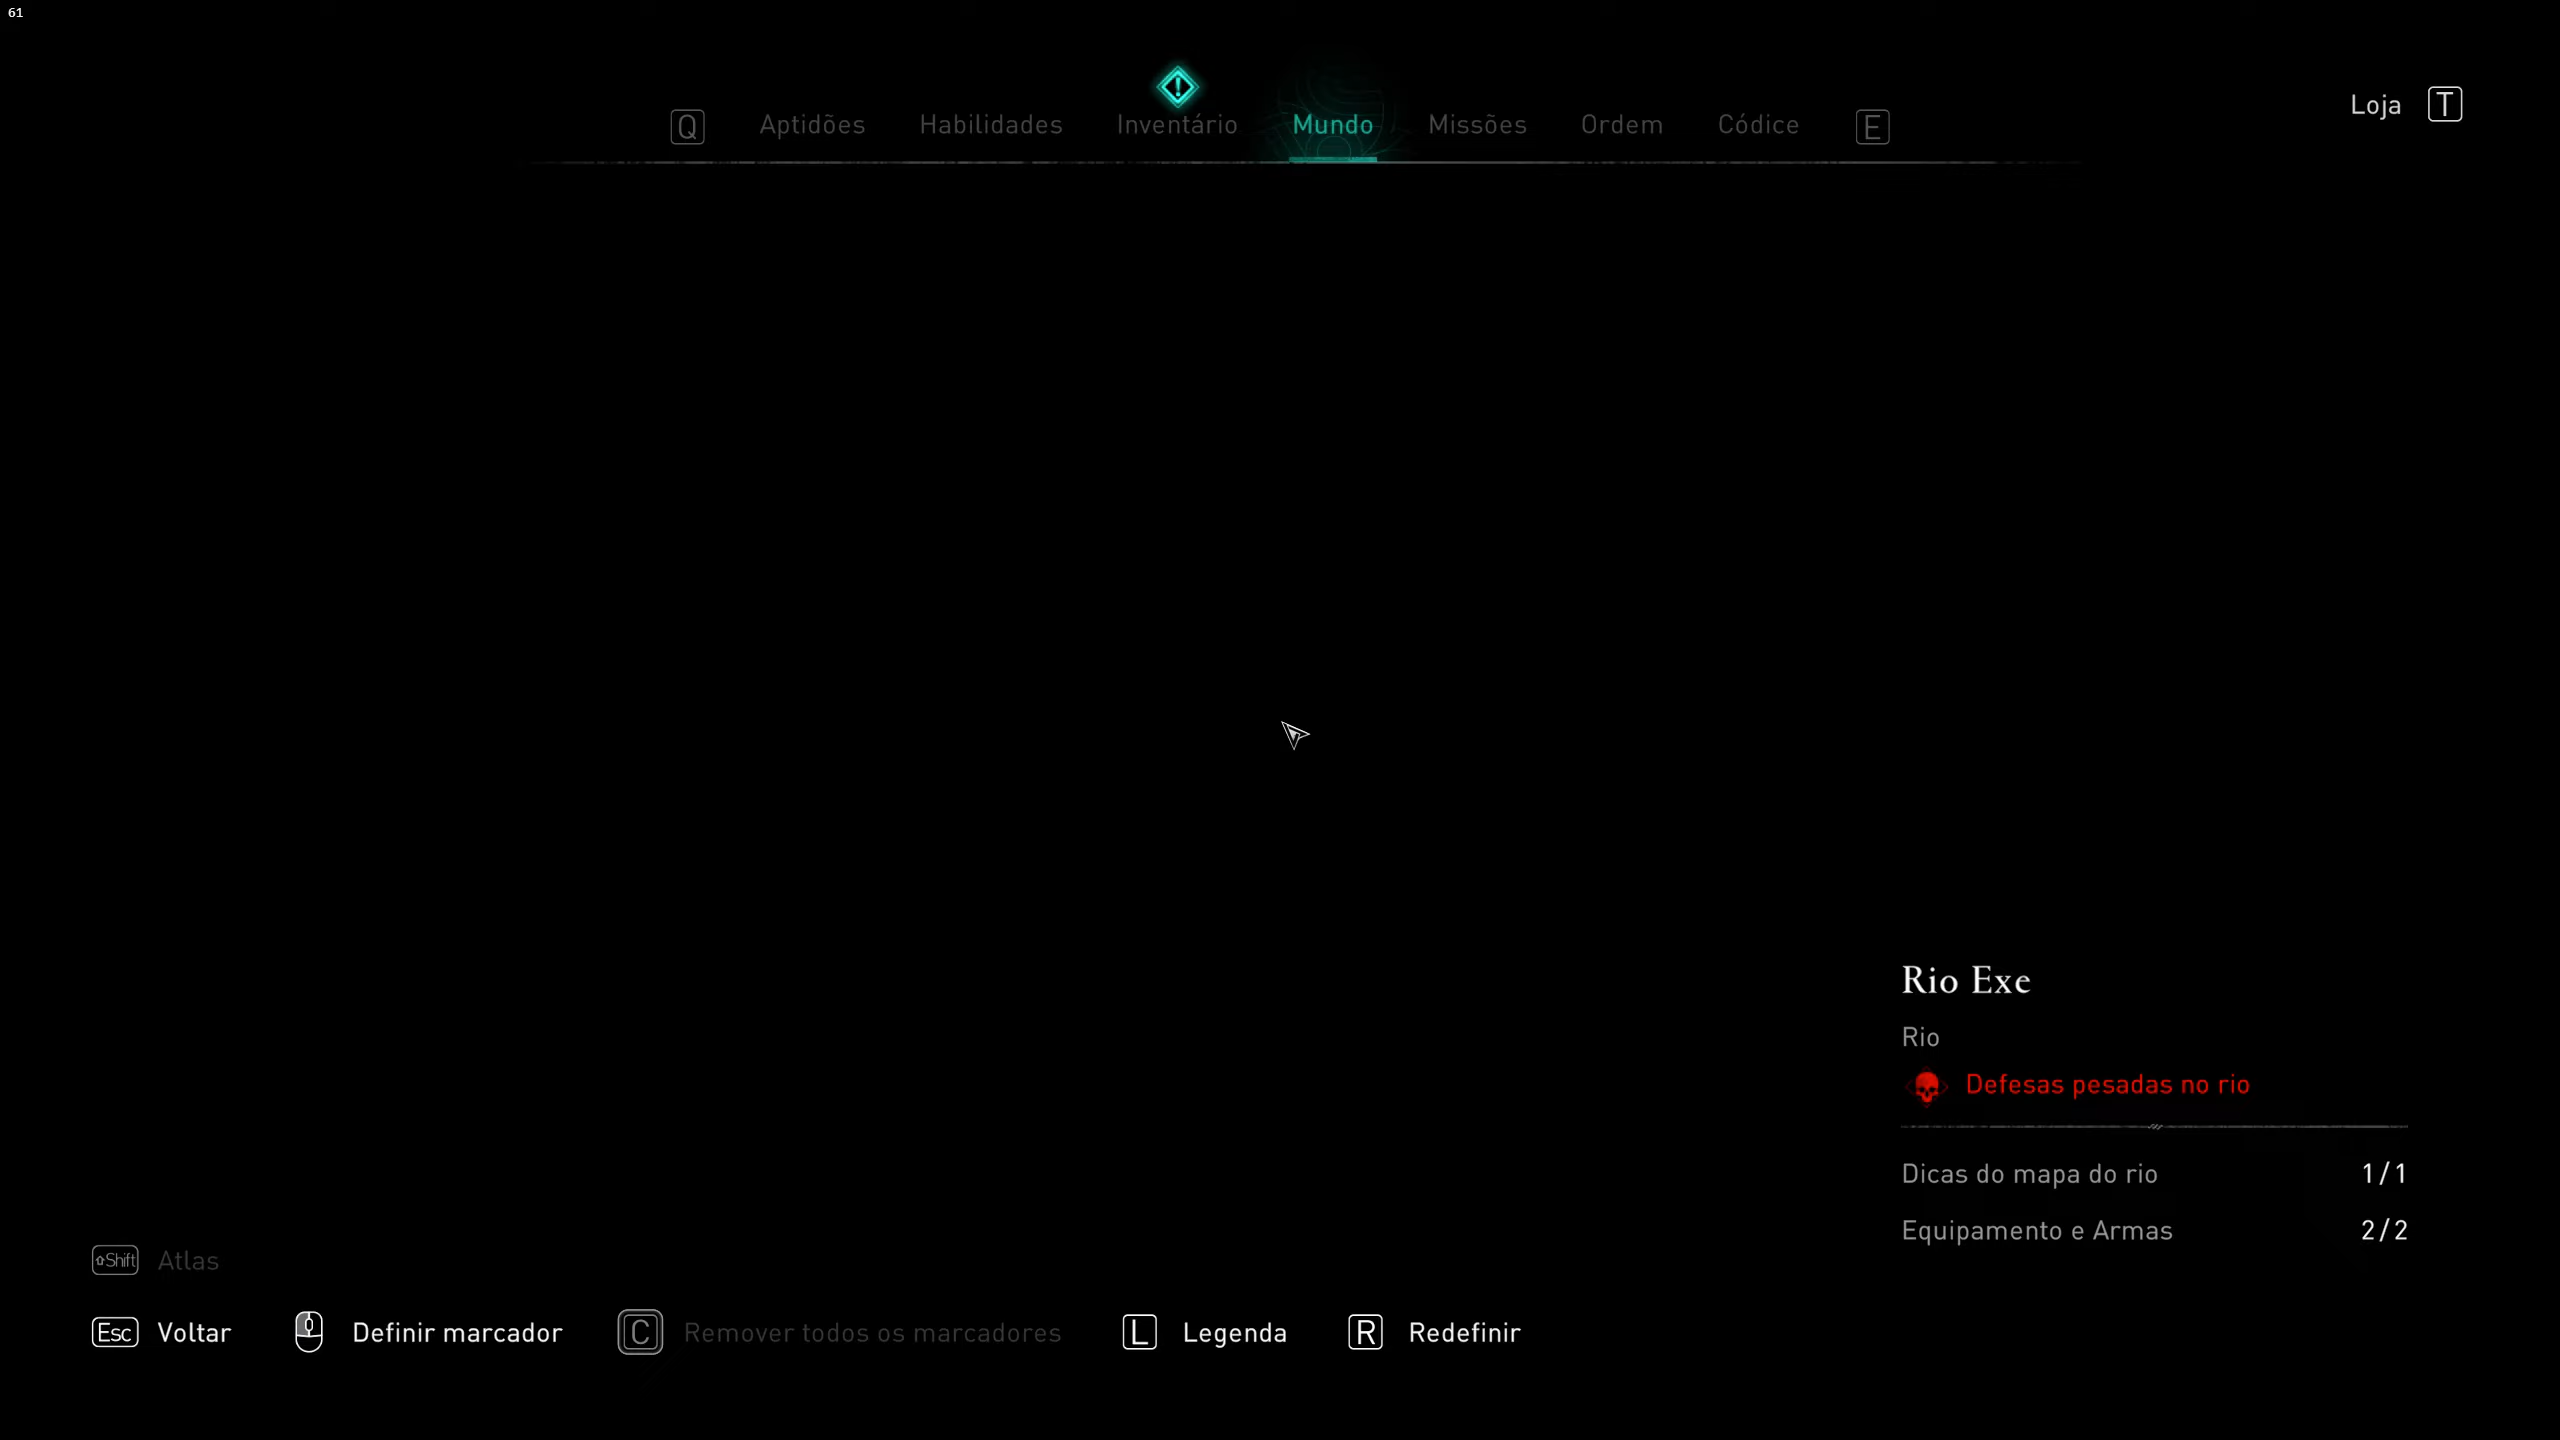 61
Loja T
Q Aptidões Habilidades Inventário Mundo Missões Ordem Códice E
Rio Exe
Rio
Defesas pesadas no rio
Dicas do mapa do rio 1/1
Equipamento e Armas 2/2
Shift Atlas
Esc Voltar Definir marcador C Remover todos os marcadores L Legenda R Redefinir